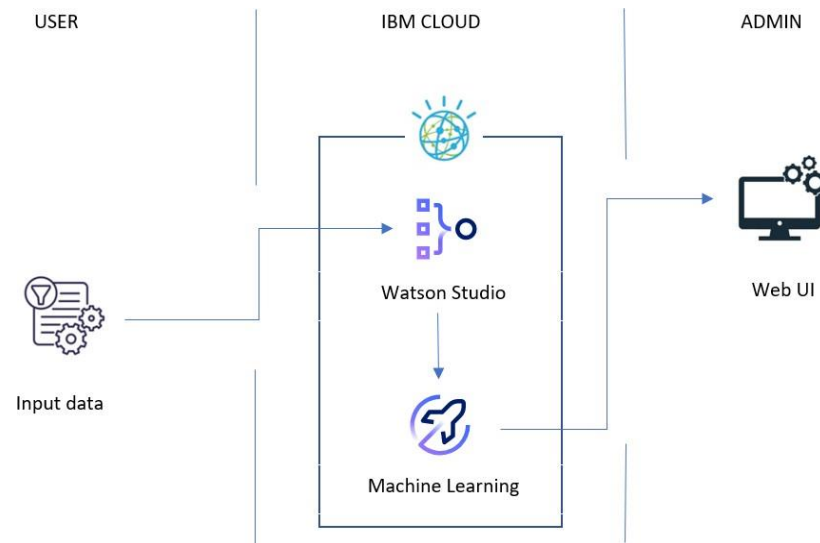 USER
IBM CLOUD
ADMIN
Watson Studio
Web UI
Input data
Machine Learning